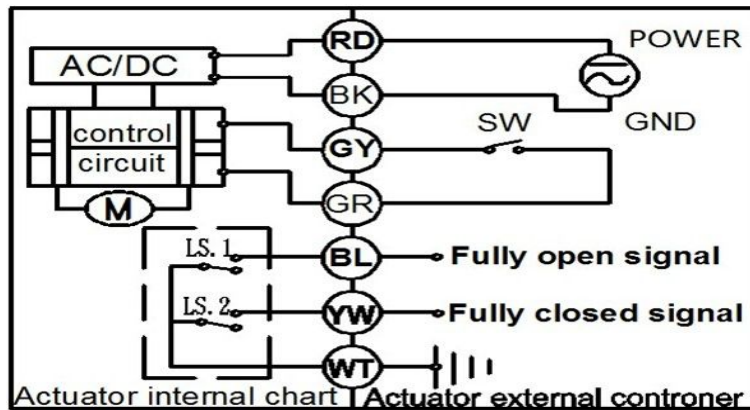 RD
POWER
AC/DC
BK
GND
control
circuit
SW
GY
M
GR
LS. 1
BL
Fully open signal
LS. 2
YW
Fully closed signal
WT
Actuator internal chart
Actuator external controner